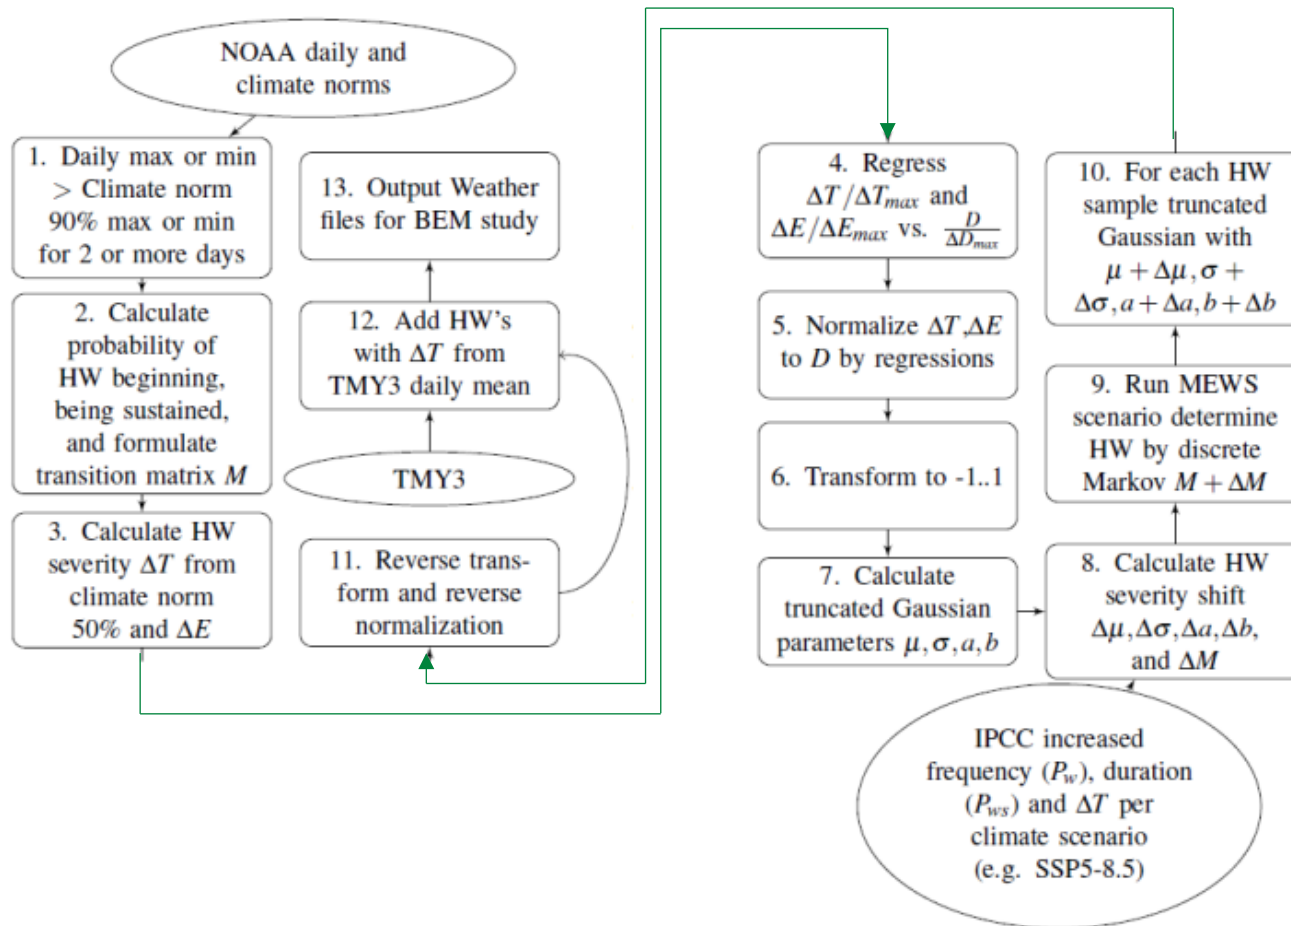 NOAA daily and
climate norms
1. Daily max or min
> Climate norm
90% max or min
for 2 or more days
2. Calculate
probability of
HW beginning,
being sustained,
and formulate
transition matrix M
3. Calculate HW
severity ΔT from
climate norm
50% and ΔE
13. Output Weather
files for BEM study
12. Add HW's
with ΔT from
TMY3 daily mean
TMY3
11. Reverse trans-
form and reverse
normalization
4. Regress
ΔT/ΔT_max and
ΔE/ΔE_max vs. D/ΔD_max
5. Normalize ΔT,ΔE
to D by regressions
6. Transform to -1..1
7. Calculate
truncated Gaussian
parameters μ,σ,a,b
10. For each HW
sample truncated
Gaussian with
μ + Δμ,σ +
Δσ,a + Δa,b + Δb
9. Run MEWS
scenario determine
HW by discrete
Markov M + ΔM
8. Calculate HW
severity shift
Δμ,Δσ,Δa,Δb,
and ΔM
IPCC increased
frequency (P_w), duration
(P_ws) and ΔT per
climate scenario
(e.g. SSP5-8.5)